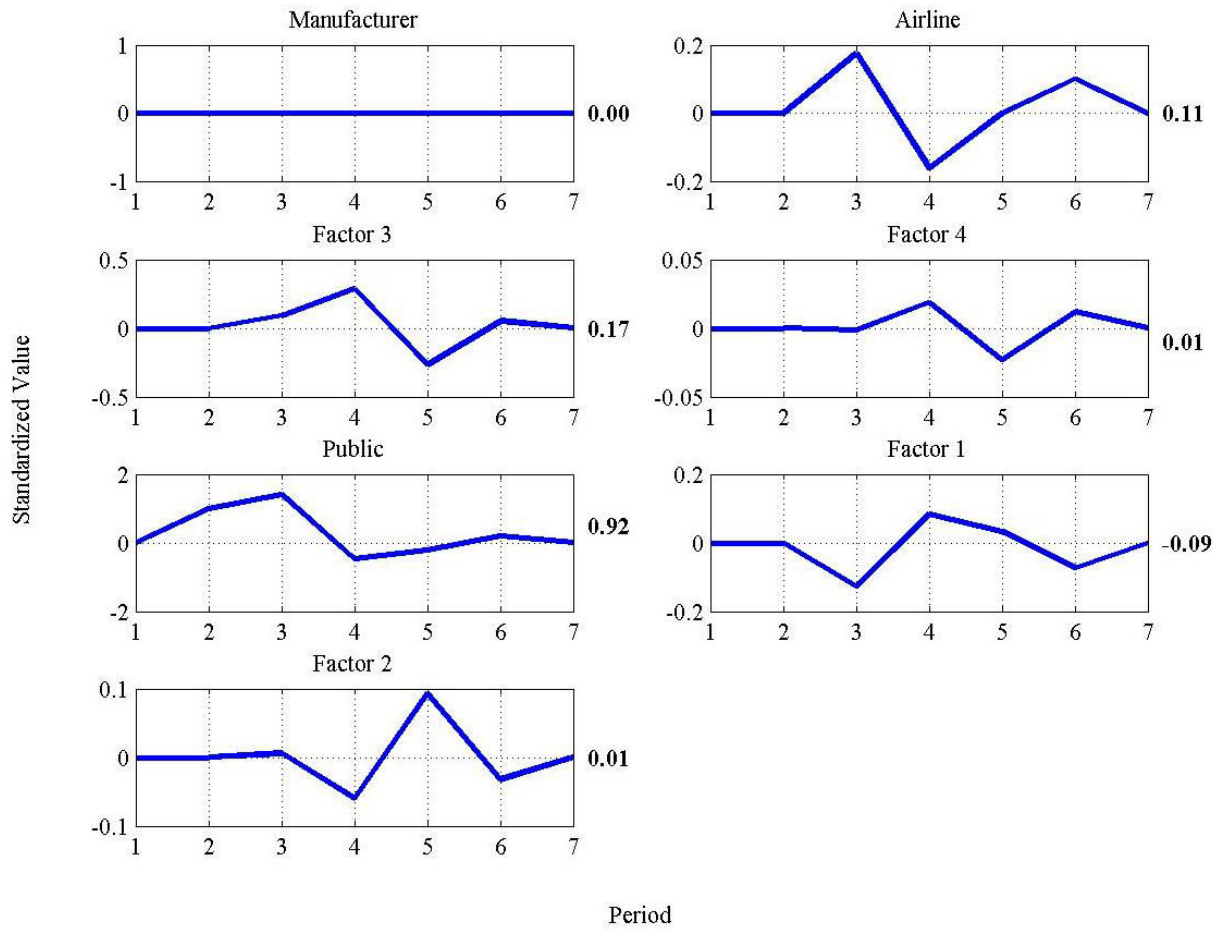 Manufacturer
1
0
-1
1 2 3 4 5 6 7
0.00
Airline
0.2
0
-0.2
1 2 3 4 5 6 7
0.11
Factor 3
0.5
0
-0.5
1 2 3 4 5 6 7
0.17
Factor 4
0.05
0
-0.05
1 2 3 4 5 6 7
0.01
Public
2
0
-2
1 2 3 4 5 6 7
0.92
Factor 1
0.2
0
-0.2
1 2 3 4 5 6 7
-0.09
Factor 2
0.1
0
-0.1
1 2 3 4 5 6 7
0.01
Standardized Value
Period